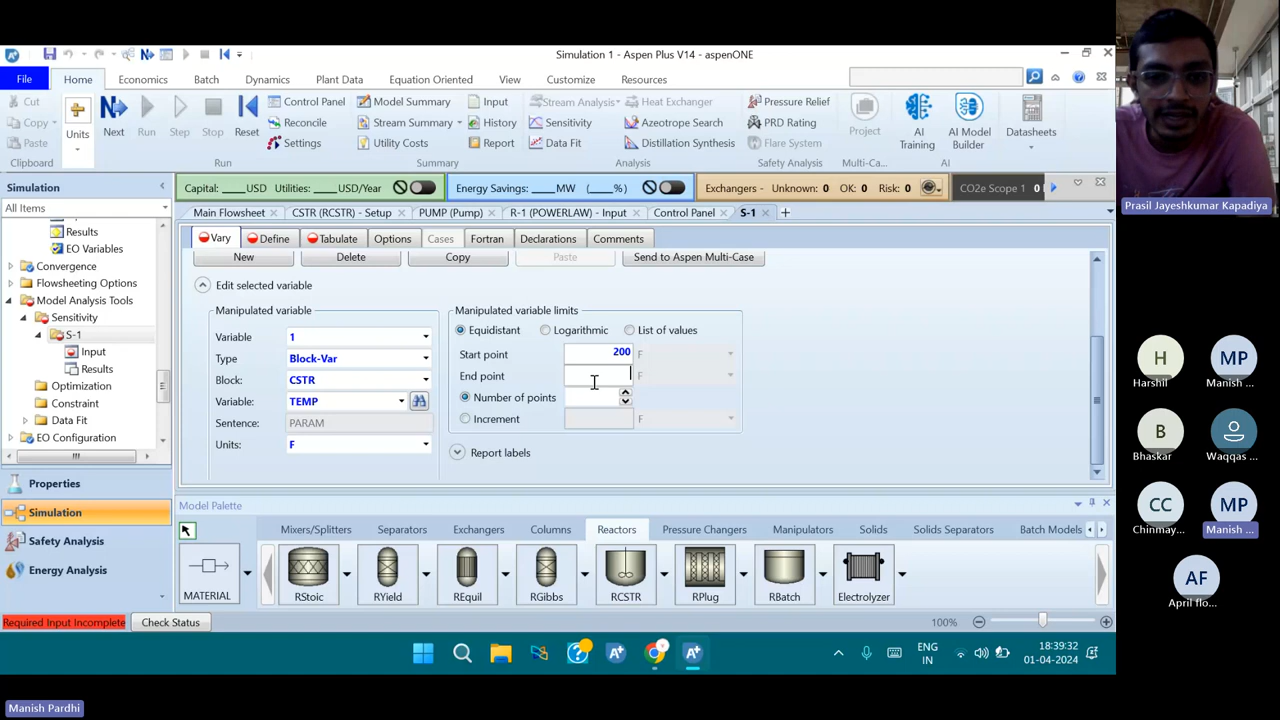 Simulation 1 - Aspen Plus V14 - aspenONE
File Home Economics Batch Dynamics Plant Data Equation Oriented View Customize Resources
Cut Copy Paste Clipboard
Units
Next Run Step Stop Reset Run
Control Panel Reconcile Settings
Model Summary Stream Summary Utility Costs
Input History Report Summary
Stream Analysis Sensitivity Data Fit
Heat Exchanger Azeotrope Search Distillation Synthesis Analysis
Pressure Relief PRD Rating Flare System Safety Analysis
Project Multi-Ca...
AI Training AI Model Builder AI
Datasheets
Prasil Jayeshkumar Kapadiya
Simulation
Capital: ____USD Utilities: ____USD/Year
Energy Savings: ____MW (____%)
Exchangers - Unknown: 0 OK: 0 Risk: 0
CO2e Scope 1 0
All Items
Main Flowsheet CSTR (RCSTR) - Setup PUMP (Pump) R-1 (POWERLAW) - Input Control Panel S-1 +
Results
EO Variables
Convergence
Flowsheeting Options
Model Analysis Tools
Sensitivity
S-1
Input
Results
Optimization
Constraint
Data Fit
EO Configuration
Vary Define Tabulate Options Cases Fortran Declarations Comments
New Delete Copy Paste Send to Aspen Multi-Case
Edit selected variable
Manipulated variable
Variable 1
Type Block-Var
Block: CSTR
Variable: TEMP
Sentence: PARAM
Units: F
Manipulated variable limits
Equidistant Logarithmic List of values
Start point 200 F
End point F
Number of points
Increment F
Report labels
Properties
Simulation
Safety Analysis
Energy Analysis
Model Palette
Mixers/Splitters Separators Exchangers Columns Reactors Pressure Changers Manipulators Solids Solids Separators Batch Models
MATERIAL RStoic RYield REquil RGibbs RCSTR RPlug RBatch Electrolyzer
Required Input Incomplete Check Status 100%
ENG
IN
18:39:32
01-04-2024
Manish Pardhi
H MP
Harshil Manish ...
B
Bhaskar Waqqas ...
CC MP
Chinmay... Manish ...
AF
April flo...